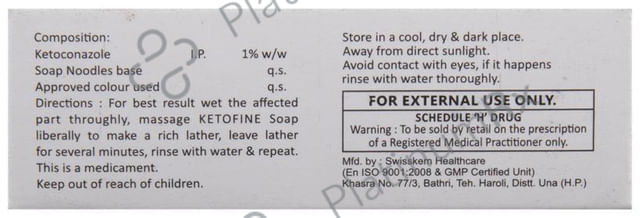 Composition:
Ketoconazole I.P. 1% w/w
Soap Noodles base q.s.
Approved colour used q.s.
Directions : For best result wet the affected
part throughly, massage KETOFINE Soap
liberally to make a rich lather, leave lather
for several minutes, rinse with water & repeat.
This is a medicament.
Keep out of reach of children.
Store in a cool, dry & dark place.
Away from direct sunlight.
Avoid contact with eyes, if it happens
rinse with water thoroughly.
FOR EXTERNAL USE ONLY.
SCHEDULE 'H' DRUG
Warning : To be sold by retail on the prescription
of a Registered Medical Practitioner only.
Mfd. by : Swisskem Healthcare
(En ISO 9001:2008 & GMP Certified Unit)
Khasra No. 77/3, Bathri, Teh. Haroli, Distt. Una (H.P.)
PlatinumRx